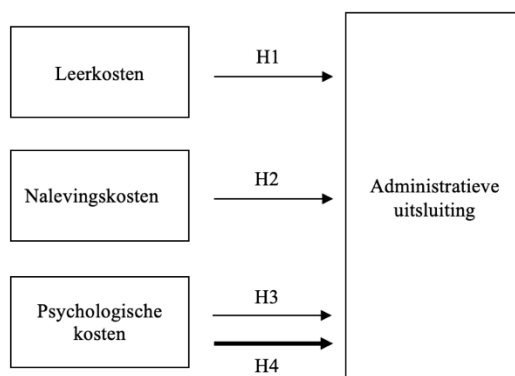 Leerkosten
H1
Nalevingskosten
H2
Psychologische
kosten
H3
H4
Administratieve
uitsluiting